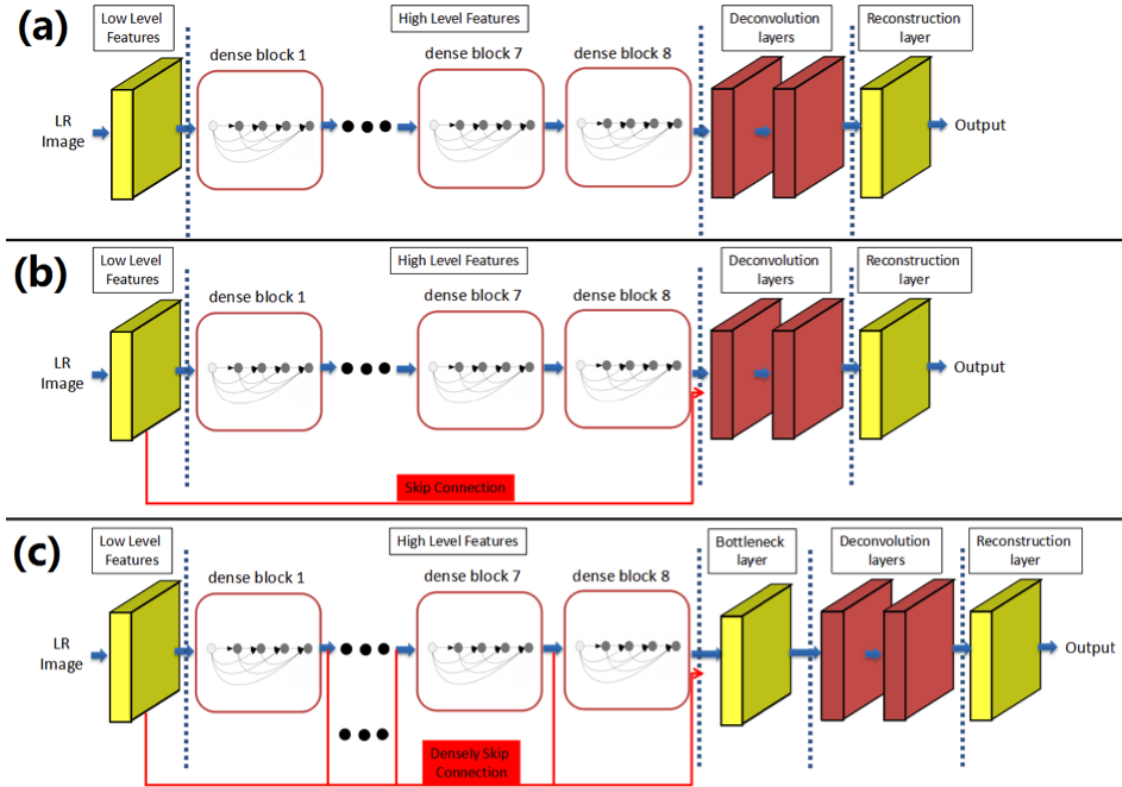 (a)
Low Level
Features
High Level Features
Deconvolution
layers
Reconstruction
layer
dense block 1
dense block 7
dense block 8
LR
Image
Output
(b)
Low Level
Features
High Level Features
Deconvolution
layers
Reconstruction
layer
dense block 1
dense block 7
dense block 8
LR
Image
Output
Skip Connection
(c)
Low Level
Features
High Level Features
Bottleneck
layer
Deconvolution
layers
Reconstruction
layer
dense block 1
dense block 7
dense block 8
LR
Image
Output
Densely Skip
Connection